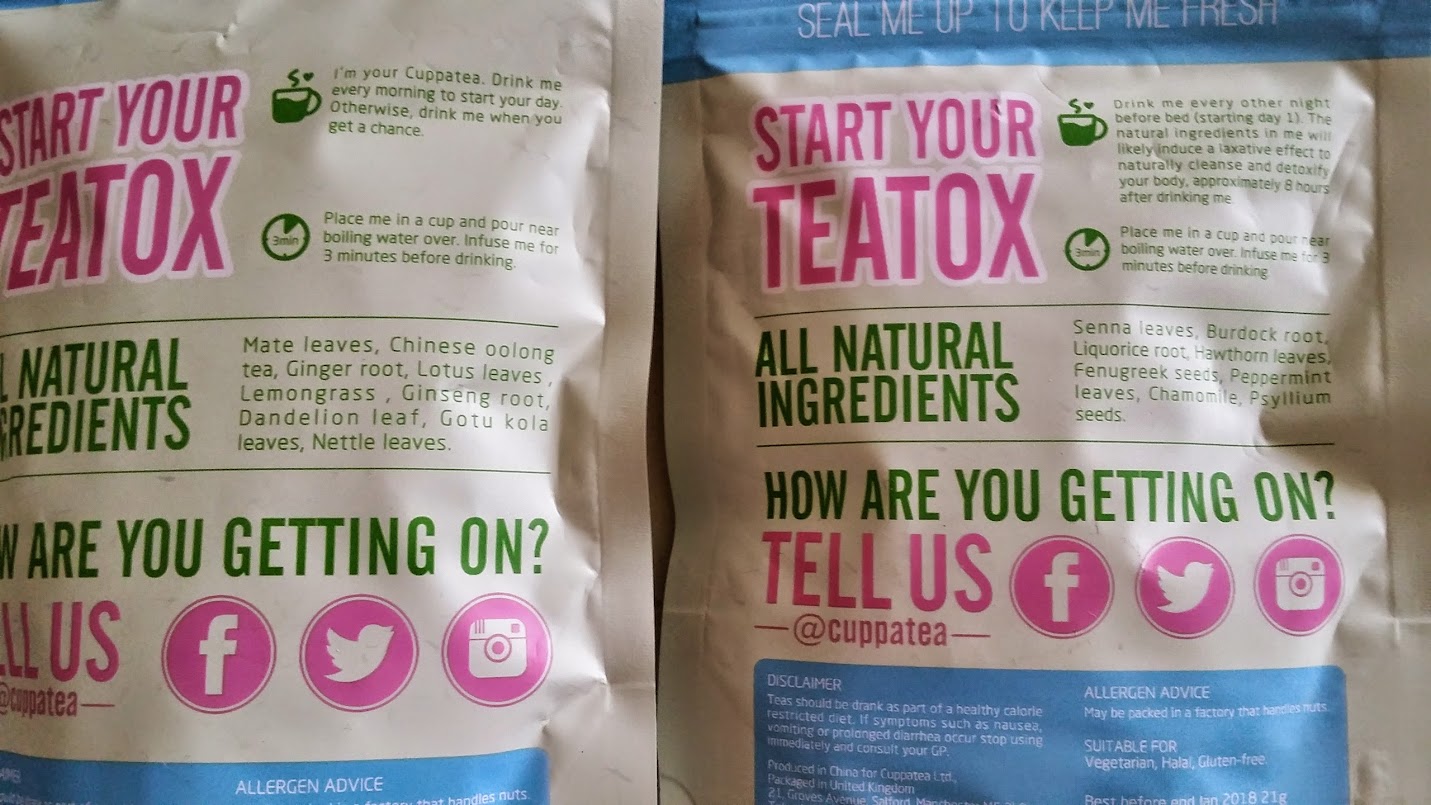 START YOUR
TEATOX
I'm your Cuppatea. Drink me
every morning to start your day.
Otherwise, drink me when you
get a chance.
3min
Place me in a cup and pour near
boiling water over. Infuse me for
3 minutes before drinking.
NATURAL
REDIENTS
Mate leaves, Chinese oolong
tea, Ginger root, Lotus leaves ,
Lemongrass , Ginseng root,
Dandelion leaf, Gotu kola
leaves, Nettle leaves.
W ARE YOU GETTING ON?
LL US
@cuppatea
ALLERGEN ADVICE
factory that handles nuts.
SEAL ME UP TO KEEP ME FRESH
START YOUR
TEATOX
Drink me every other night
before bed (starting day 1). The
natural ingredients in me will
likely induce a laxative effect to
naturally cleanse and detoxify
your body, approximately 8 hours
after drinking me.
3min
Place me in a cup and pour near
boiling water over. Infuse me for 3
minutes before drinking.
ALL NATURAL
INGREDIENTS
Senna leaves, Burdock root,
Liquorice root, Hawthorn leaves,
Fenugreek seeds, Peppermint
leaves, Chamomile, Psyllium
seeds.
HOW ARE YOU GETTING ON?
TELL US
@cuppatea
DISCLAIMER
Teas should be drank as part of a healthy calorie
restricted diet. If symptoms such as nausea,
vomiting or prolonged diarrhea occur stop using
immediately and consult your GP.
Produced in China for Cuppatea Ltd.,
Packaged in United Kingdom
21, Groves Avenue, Salford, Manchester,
ALLERGEN ADVICE
May be packed in a factory that handles nuts.
SUITABLE FOR
Vegetarian, Halal, Gluten-free.
Best before end Jan 2018 21g